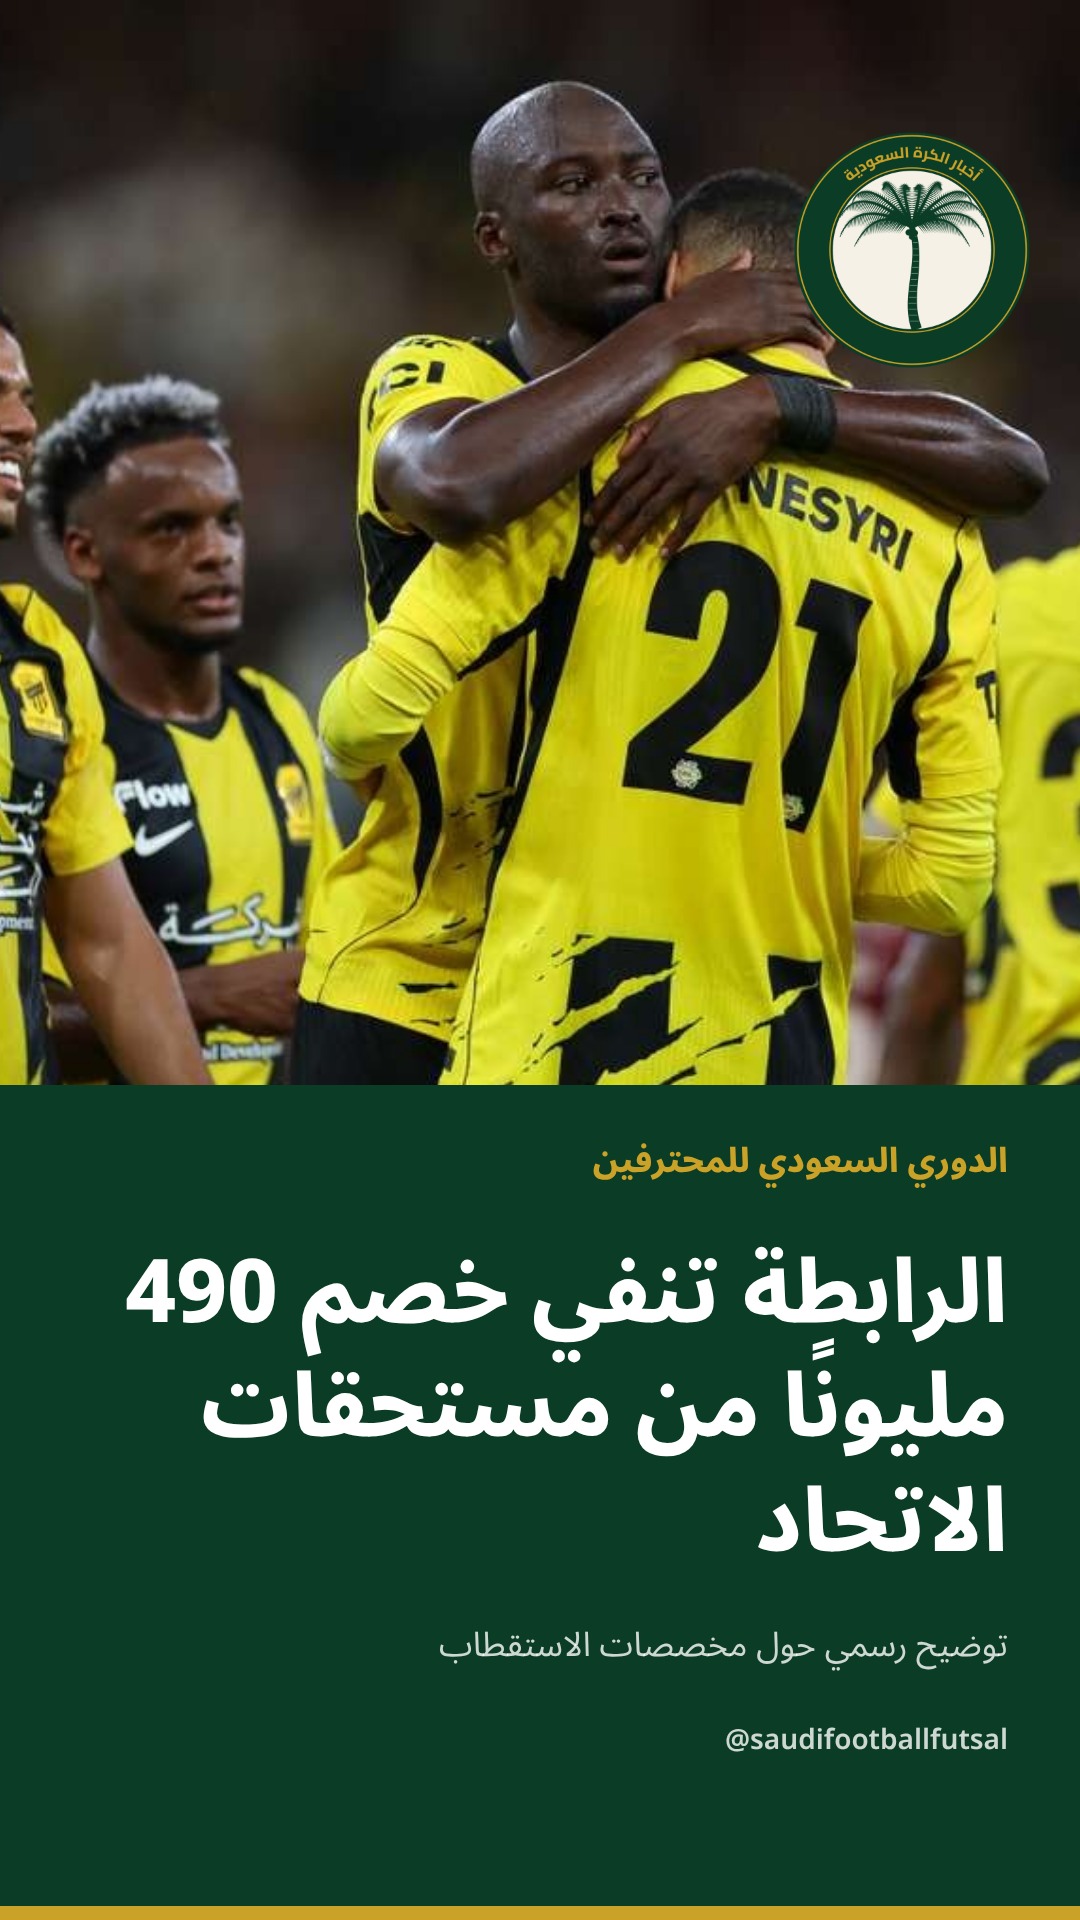 أخبار الكرة السعودية
NESYRI
21
Flow
شركة
الدوري السعودي للمحترفين
الرابطة تنفي خصم 490
مليونًا من مستحقات
الاتحاد
توضيح رسمي حول مخصصات الاستقطاب
@saudifootballfutsal